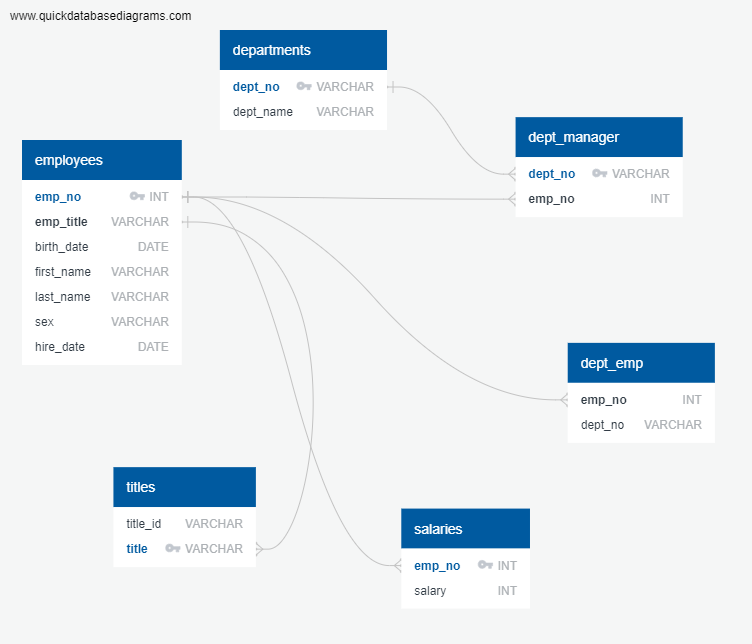 www.quickdatabasediagrams.com
departments
dept_no VARCHAR
dept_name VARCHAR
dept_manager
dept_no VARCHAR
emp_no INT
employees
emp_no INT
emp_title VARCHAR
birth_date DATE
first_name VARCHAR
last_name VARCHAR
sex VARCHAR
hire_date DATE
dept_emp
emp_no INT
dept_no VARCHAR
titles
title_id VARCHAR
title VARCHAR
salaries
emp_no INT
salary INT